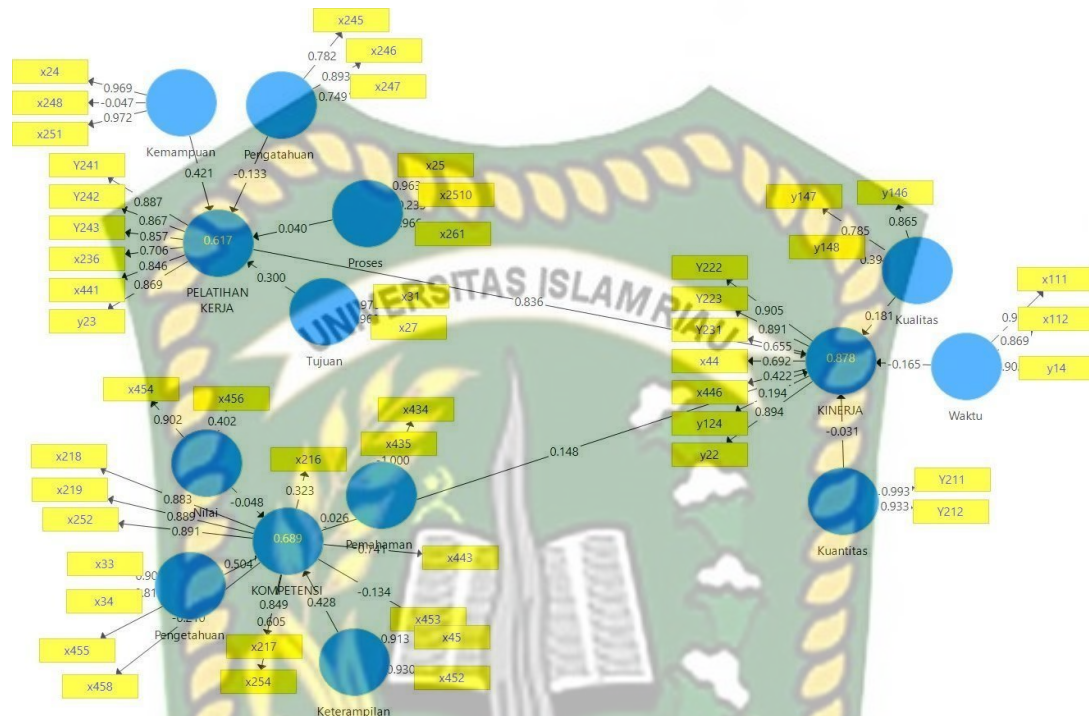 x245
x246
x247
0.782
0.893
0.749
x24
x248
x251
0.969
-0.047
0.972
Kemampuan
Pengatahuan
0.421
-0.133
Y241
Y242
Y243
x236
x441
y23
0.887
0.867
0.857
0.706
0.846
0.869
0.617
PELATIHAN
KERJA
x25
x2510
x261
0.963
Proses
0.040
0.300
x31
x27
Tujuan
UNIVERSITAS ISLAM RIAU
0.836
y147
y146
y148
0.865
0.785
0.39
Kualitas
0.181
x111
x112
y14
0.869
Waktu
-0.165
Y222
Y223
Y231
x44
x446
y124
y22
0.905
0.891
0.655
0.692
0.422
0.194
0.894
0.878
KINERJA
-0.031
Y211
Y212
0.993
0.933
Kuantitas
0.148
x454
x456
0.902
0.402
Nilai
-0.048
x434
x435
-1.000
Pemahaman
0.026
x216
0.323
x218
x219
x252
0.883
0.889
0.891
0.689
KOMPETENSI
x443
-0.134
x453
x33
x34
x455
x458
0.504
Pengetahuan
0.849
0.605
x217
x254
0.428
x45
x452
0.913
0.930
Keterampilan